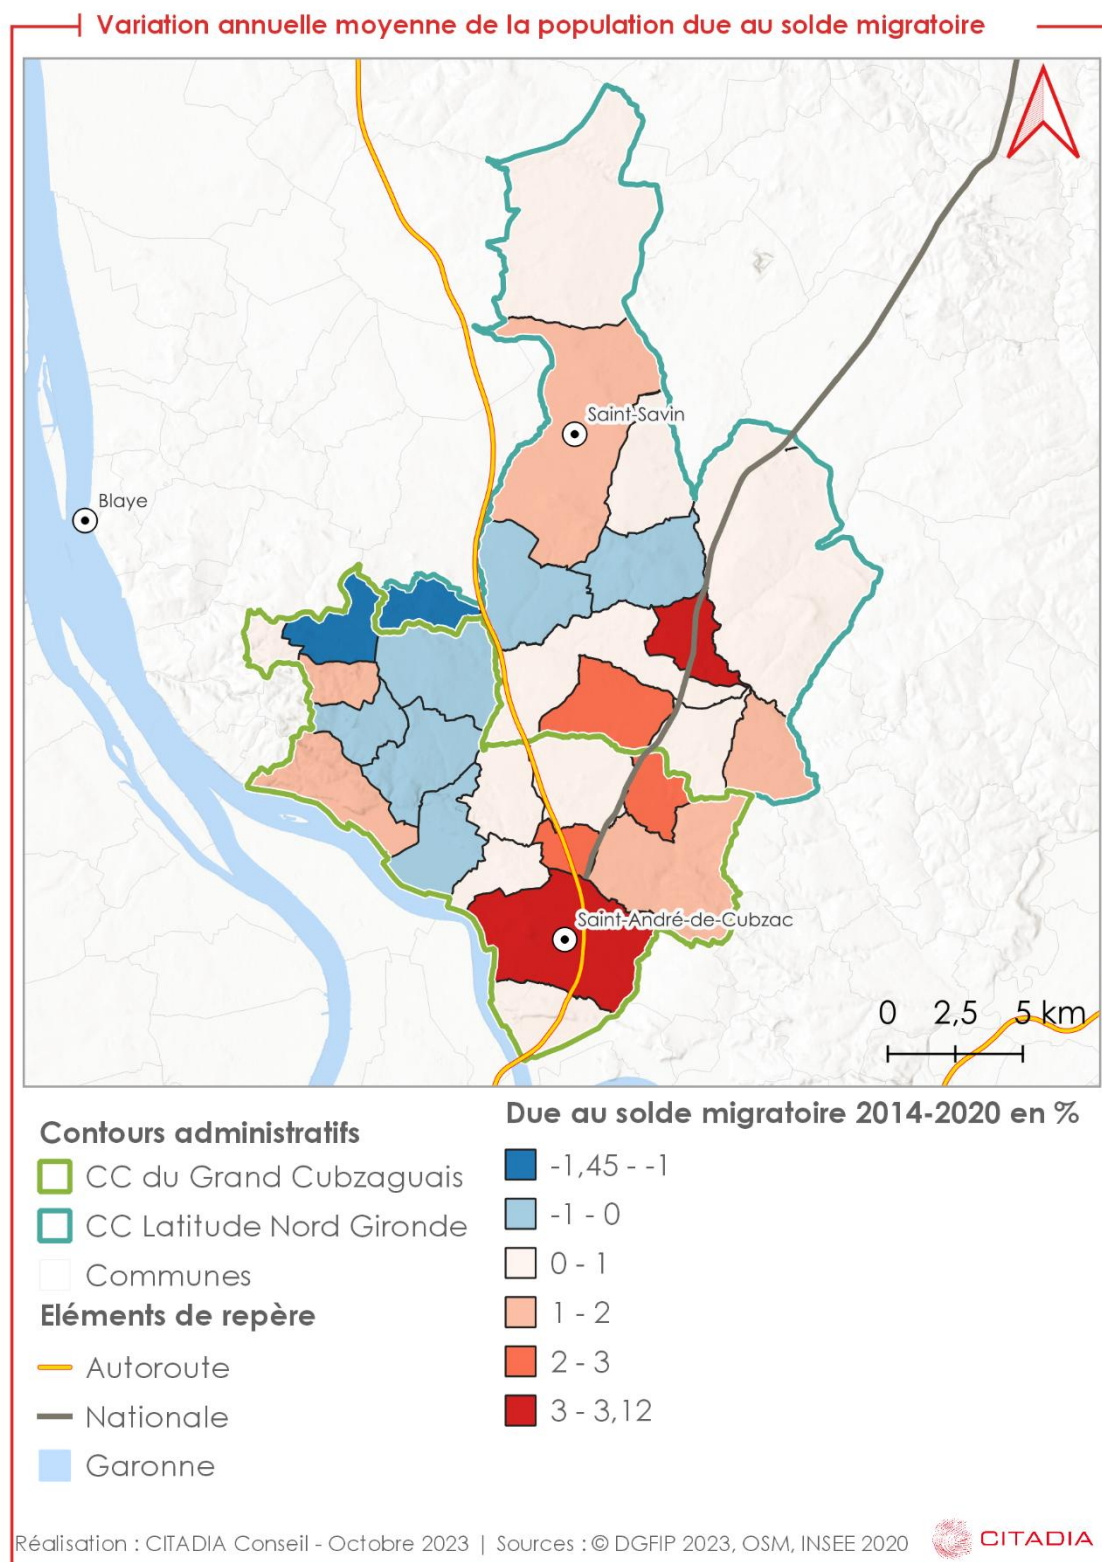 Variation annuelle moyenne de la population due au solde migratoire
Saint-Savin
Blaye
Saint-André-de-Cubzac
0 2,5 5 km
Contours administratifs
CC du Grand Cubzaguais
CC Latitude Nord Gironde
Communes
Eléments de repère
Autoroute
Nationale
Garonne
Due au solde migratoire 2014-2020 en %
-1,45 - -1
-1 - 0
0 - 1
1 - 2
2 - 3
3 - 3,12
Réalisation : CITADIA Conseil - Octobre 2023 | Sources : © DGFIP 2023, OSM, INSEE 2020
CITADIA